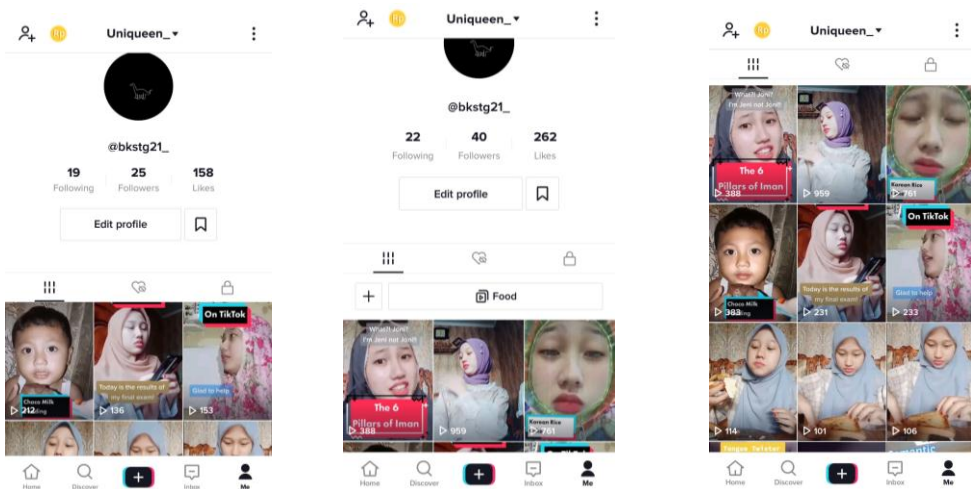 Uniqueen_
@bkstg21_
19 25 158
Following Followers Likes
Edit profile
On TikTok
Choco Milk
Today is the results of
my final exam!
Glad to help
212 136 153
Home Discover Inbox Me
Uniqueen_
@bkstg21_
22 40 262
Following Followers Likes
Edit profile
Food
What?! Joni?
I'm Jeni not Joni!!
The 6
Pillars of Iman
Korean Rice
388 959 761
Home Discover Inbox Me
Uniqueen_
What?! Joni?
I'm Jeni not Joni!!
The 6
Pillars of Iman
Korean Rice
388 959 761
On TikTok
Choco Milk
Today is the results of
my final exam!
Glad to help
383 231 233
114 101 106
Home Discover Inbox Me